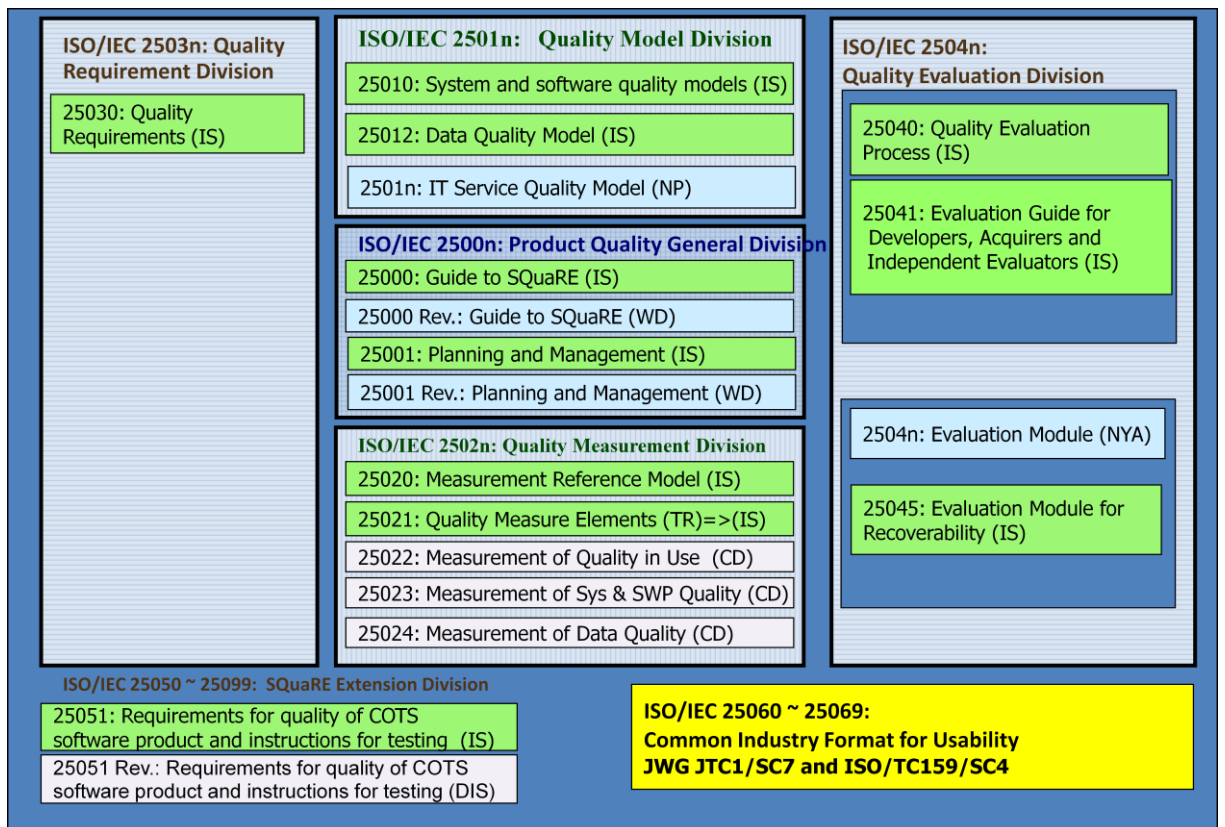 ISO/IEC 2503n: Quality
Requirement Division
25030: Quality
Requirements (IS)
ISO/IEC 2501n:   Quality Model Division
25010: System and software quality models (IS)
25012: Data Quality Model (IS)
2501n: IT Service Quality Model (NP)
ISO/IEC 2500n: Product Quality General Division
25000: Guide to SQuaRE (IS)
25000 Rev.: Guide to SQuaRE (WD)
25001: Planning and Management (IS)
25001 Rev.: Planning and Management (WD)
ISO/IEC 2502n: Quality Measurement Division
25020: Measurement Reference Model (IS)
25021: Quality Measure Elements (TR)=>(IS)
25022: Measurement of Quality in Use  (CD)
25023: Measurement of Sys & SWP Quality (CD)
25024: Measurement of Data Quality (CD)
ISO/IEC 2504n:
Quality Evaluation Division
25040: Quality Evaluation
Process (IS)
25041: Evaluation Guide for
Developers, Acquirers and
Independent Evaluators (IS)
2504n: Evaluation Module (NYA)
25045: Evaluation Module for
Recoverability (IS)
ISO/IEC 25050 ~ 25099:  SQuaRE Extension Division
25051: Requirements for quality of COTS
software product and instructions for testing  (IS)
25051 Rev.: Requirements for quality of COTS
software product and instructions for testing (DIS)
ISO/IEC 25060 ~ 25069:
Common Industry Format for Usability
JWG JTC1/SC7 and ISO/TC159/SC4